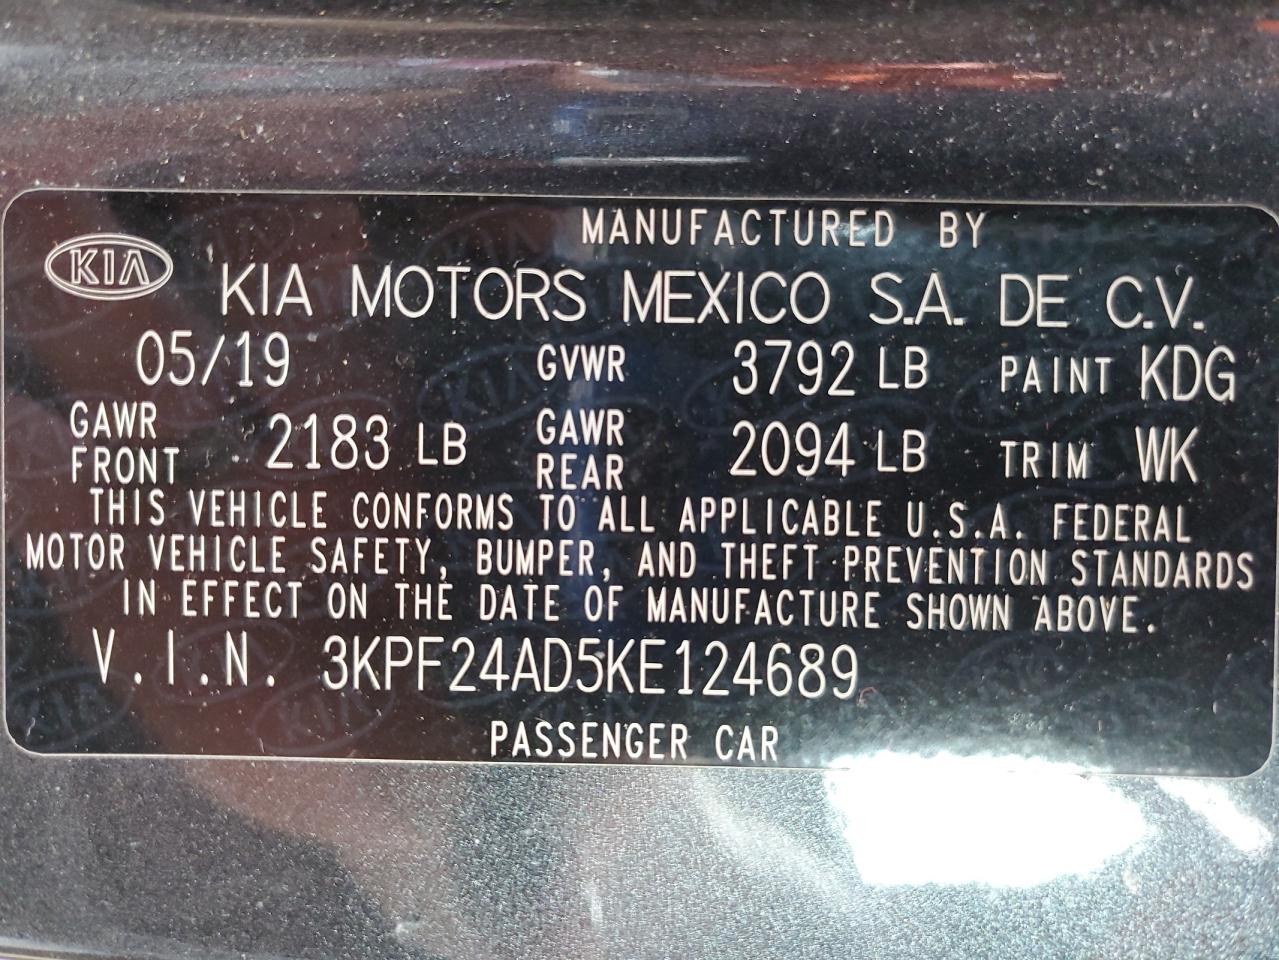 MANUFACTURED BY
KIA
KIA MOTORS MEXICO S.A. DE C.V.
05/19 GVWR 3792 LB PAINT KDG
GAWR FRONT 2183 LB GAWR REAR 2094 LB TRIM WK
THIS VEHICLE CONFORMS TO ALL APPLICABLE U.S.A. FEDERAL
MOTOR VEHICLE SAFETY, BUMPER, AND THEFT PREVENTION STANDARDS
IN EFFECT ON THE DATE OF MANUFACTURE SHOWN ABOVE.
V.I.N. 3KPF24AD5KE124689
PASSENGER CAR